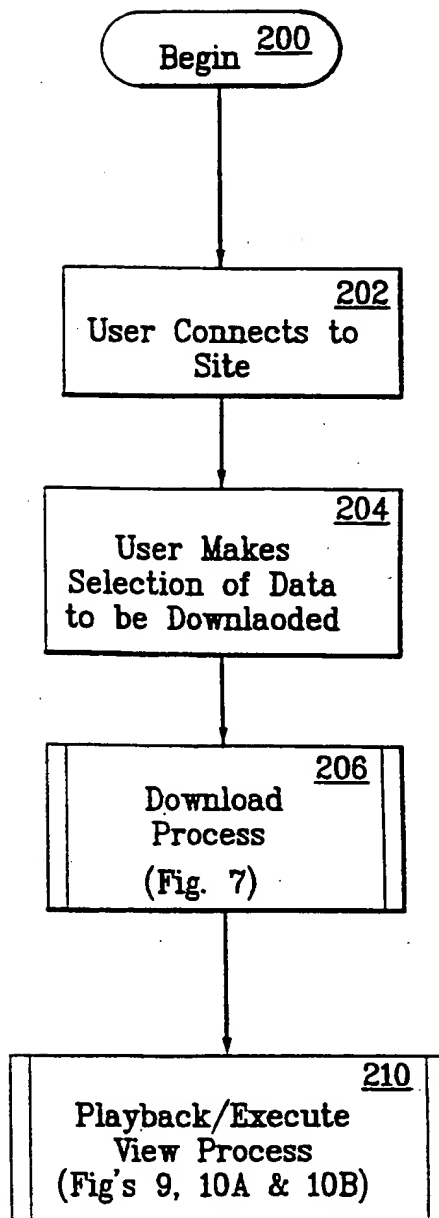 Begin 200
202
User Connects to
Site
204
User Makes
Selection of Data
to be Downlaoded
206
Download
Process
(Fig. 7)
210
Playback/Execute
View Process
(Fig's 9, 10A & 10B)